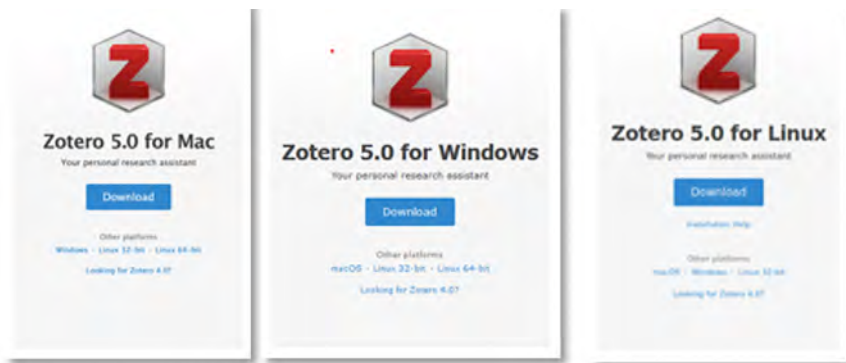 Z
Zotero 5.0 for Mac
Your personal research assistant
Download
Other platforms
Windows · Linux 32-bit · Linux 64-bit
Looking for Zotero 4.0?
Z
Zotero 5.0 for Windows
Your personal research assistant
Download
Other platforms
macOS · Linux 32-bit · Linux 64-bit
Looking for Zotero 4.0?
Z
Zotero 5.0 for Linux
Your personal research assistant
Download
Installation Help
Other platforms
macOS · Windows · Linux 32-bit
Looking for Zotero 4.0?